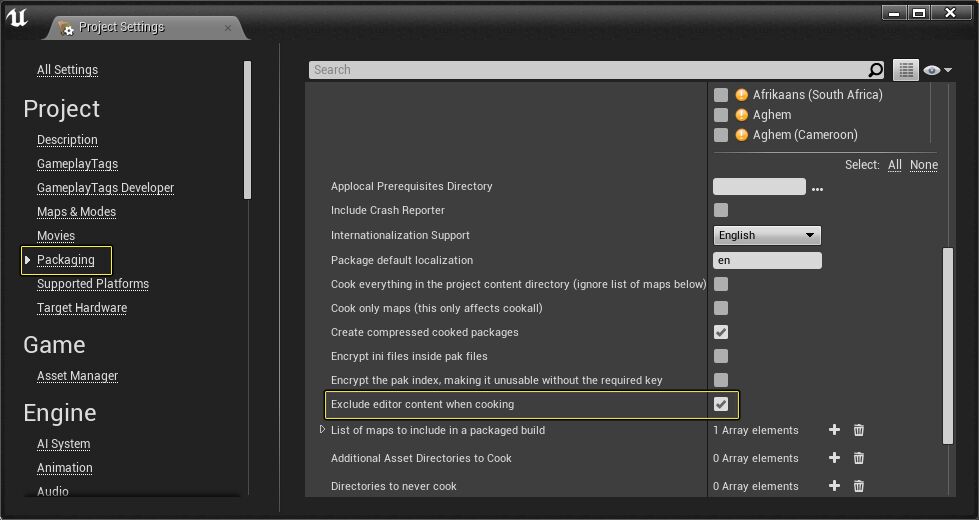 Project Settings
All Settings
Project
Description
GameplayTags
GameplayTags Developer
Maps & Modes
Movies
Packaging
Supported Platforms
Target Hardware
Game
Asset Manager
Engine
AI System
Animation
Audio
Search
Afrikaans (South Africa)
Aghem
Aghem (Cameroon)
Select: All None
Applocal Prerequisites Directory ...
Include Crash Reporter
Internationalization Support English
Package default localization en
Cook everything in the project content directory (ignore list of maps below)
Cook only maps (this only affects cookall)
Create compressed cooked packages
Encrypt ini files inside pak files
Encrypt the pak index, making it unusable without the required key
Exclude editor content when cooking
List of maps to include in a packaged build 1 Array elements
Additional Asset Directories to Cook 0 Array elements
Directories to never cook 0 Array elements